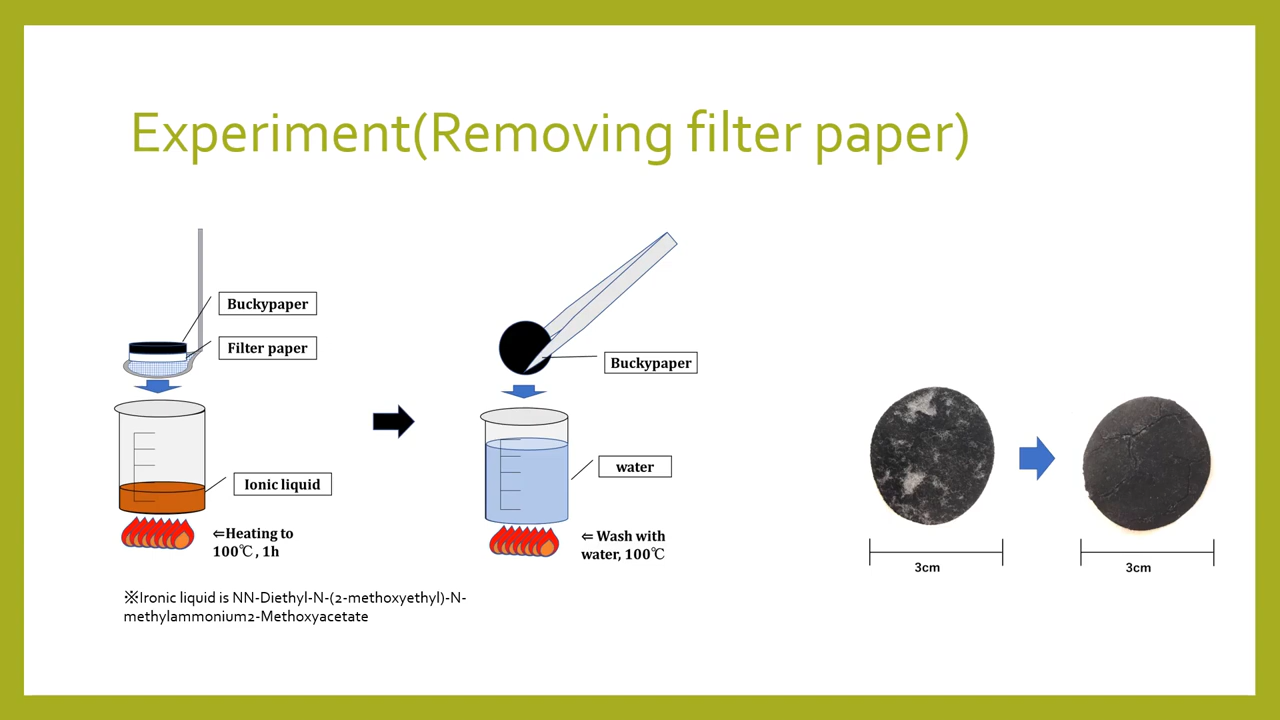 Experiment(Removing filter paper)
Buckypaper
Filter paper
Ionic liquid
⇐Heating to
100℃ , 1h
Buckypaper
water
⇐ Wash with
water, 100℃
3cm
3cm
※Ironic liquid is NN-Diethyl-N-(2-methoxyethyl)-N-
methylammonium2-Methoxyacetate